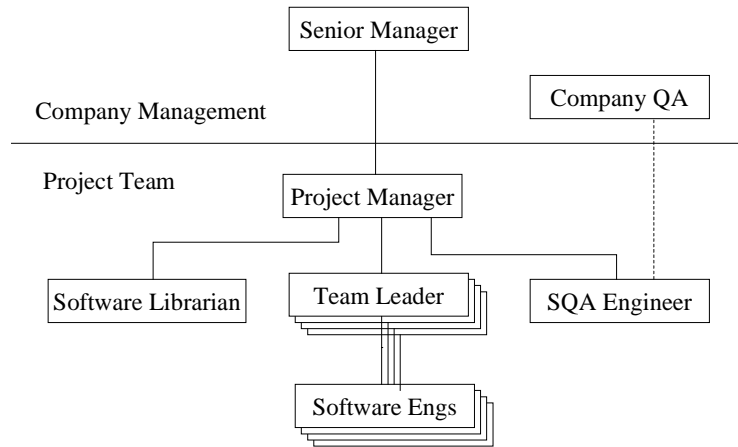 Senior Manager
Company QA
Company Management
Project Team
Project Manager
Software Librarian
Team Leader
SQA Engineer
Software Engs